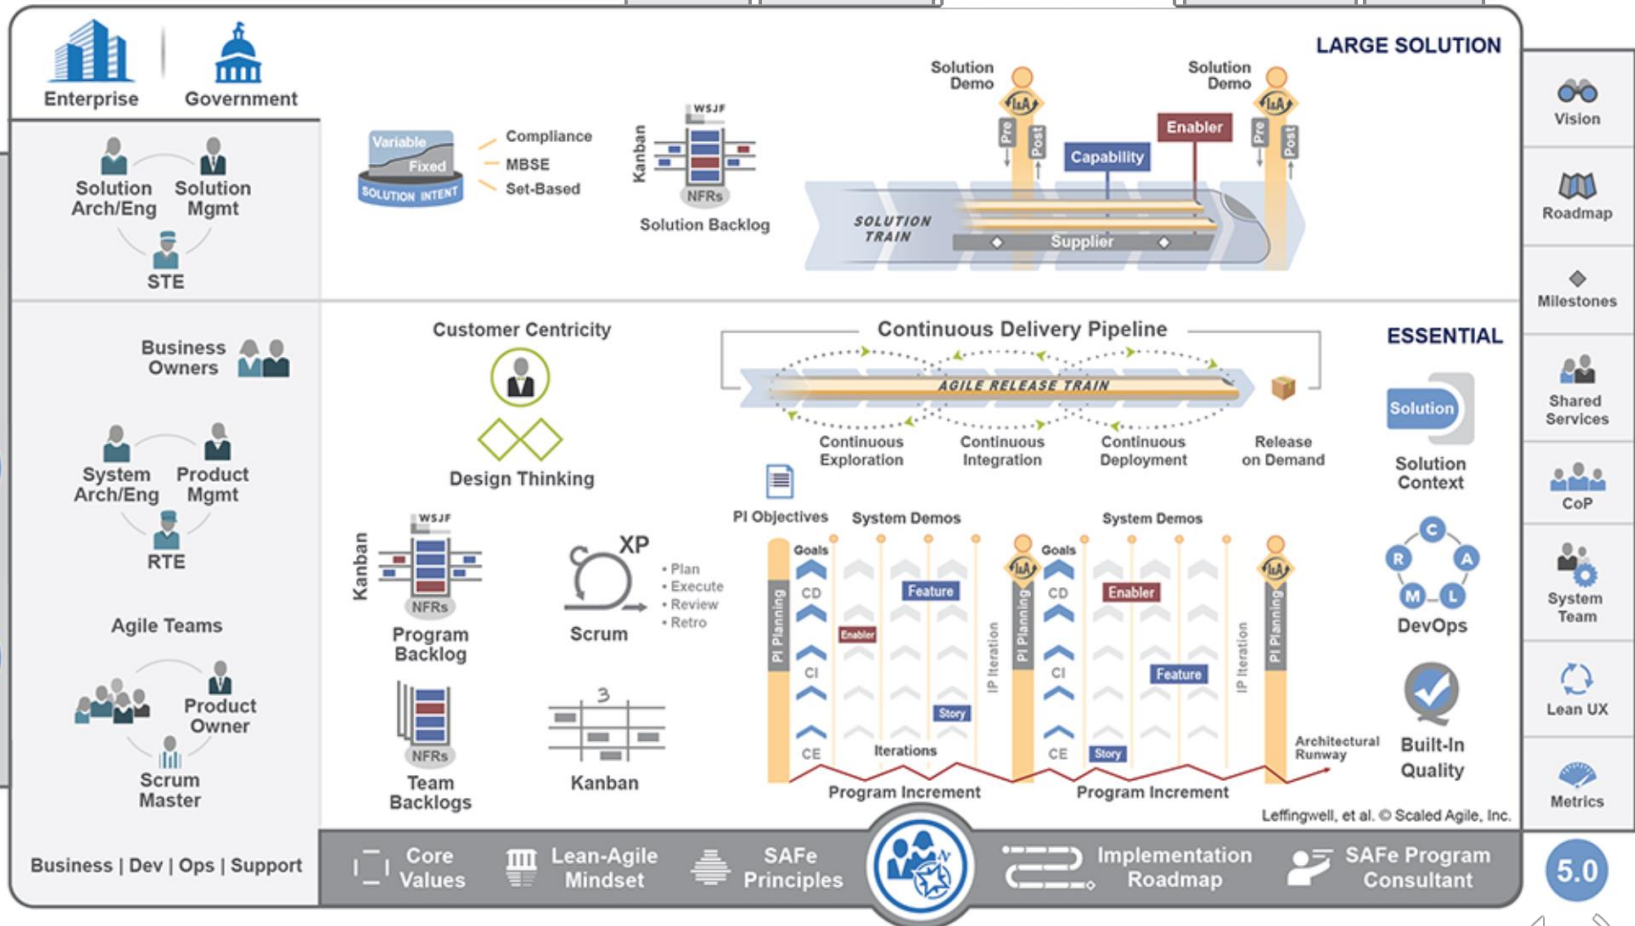 LARGE SOLUTION
Enterprise
Government
Solution
Arch/Eng
Solution
Mgmt
STE
Variable
Fixed
SOLUTION INTENT
Compliance
MBSE
Set-Based
Kanban
WSJF
NFRs
Solution Backlog
Solution
Demo
I&A
Pre
Post
Capability
Enabler
Solution
Demo
I&A
Pre
Post
SOLUTION
TRAIN
Supplier
ESSENTIAL
Business
Owners
System
Arch/Eng
Product
Mgmt
RTE
Agile Teams
Product
Owner
Scrum
Master
Business | Dev | Ops | Support
Customer Centricity
Design Thinking
Kanban
WSJF
NFRs
Program
Backlog
XP
Scrum
• Plan
• Execute
• Review
• Retro
NFRs
Team
Backlogs
3
Kanban
Continuous Delivery Pipeline
AGILE RELEASE TRAIN
Continuous
Exploration
Continuous
Integration
Continuous
Deployment
Release
on Demand
PI Objectives
System Demos
System Demos
PI Planning
Goals
CD
CI
CE
Feature
Enabler
Story
Iterations
IP Iteration
I&A
PI Planning
Goals
CD
CI
CE
Enabler
Feature
Story
IP Iteration
I&A
PI Planning
Architectural
Runway
Program Increment
Program Increment
Solution
Solution
Context
C
R
A
M
L
DevOps
Built-In
Quality
Leffingwell, et al. © Scaled Agile, Inc.
Core
Values
Lean-Agile
Mindset
SAFe
Principles
N
Implementation
Roadmap
SAFe Program
Consultant
Vision
Roadmap
Milestones
Shared
Services
CoP
System
Team
Lean UX
Metrics
5.0